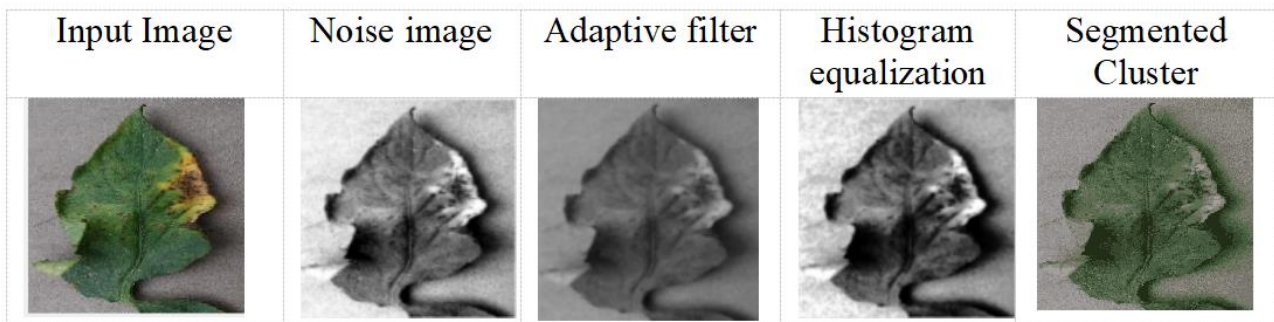 Input Image
Noise image
Adaptive filter
Histogram
equalization
Segmented
Cluster